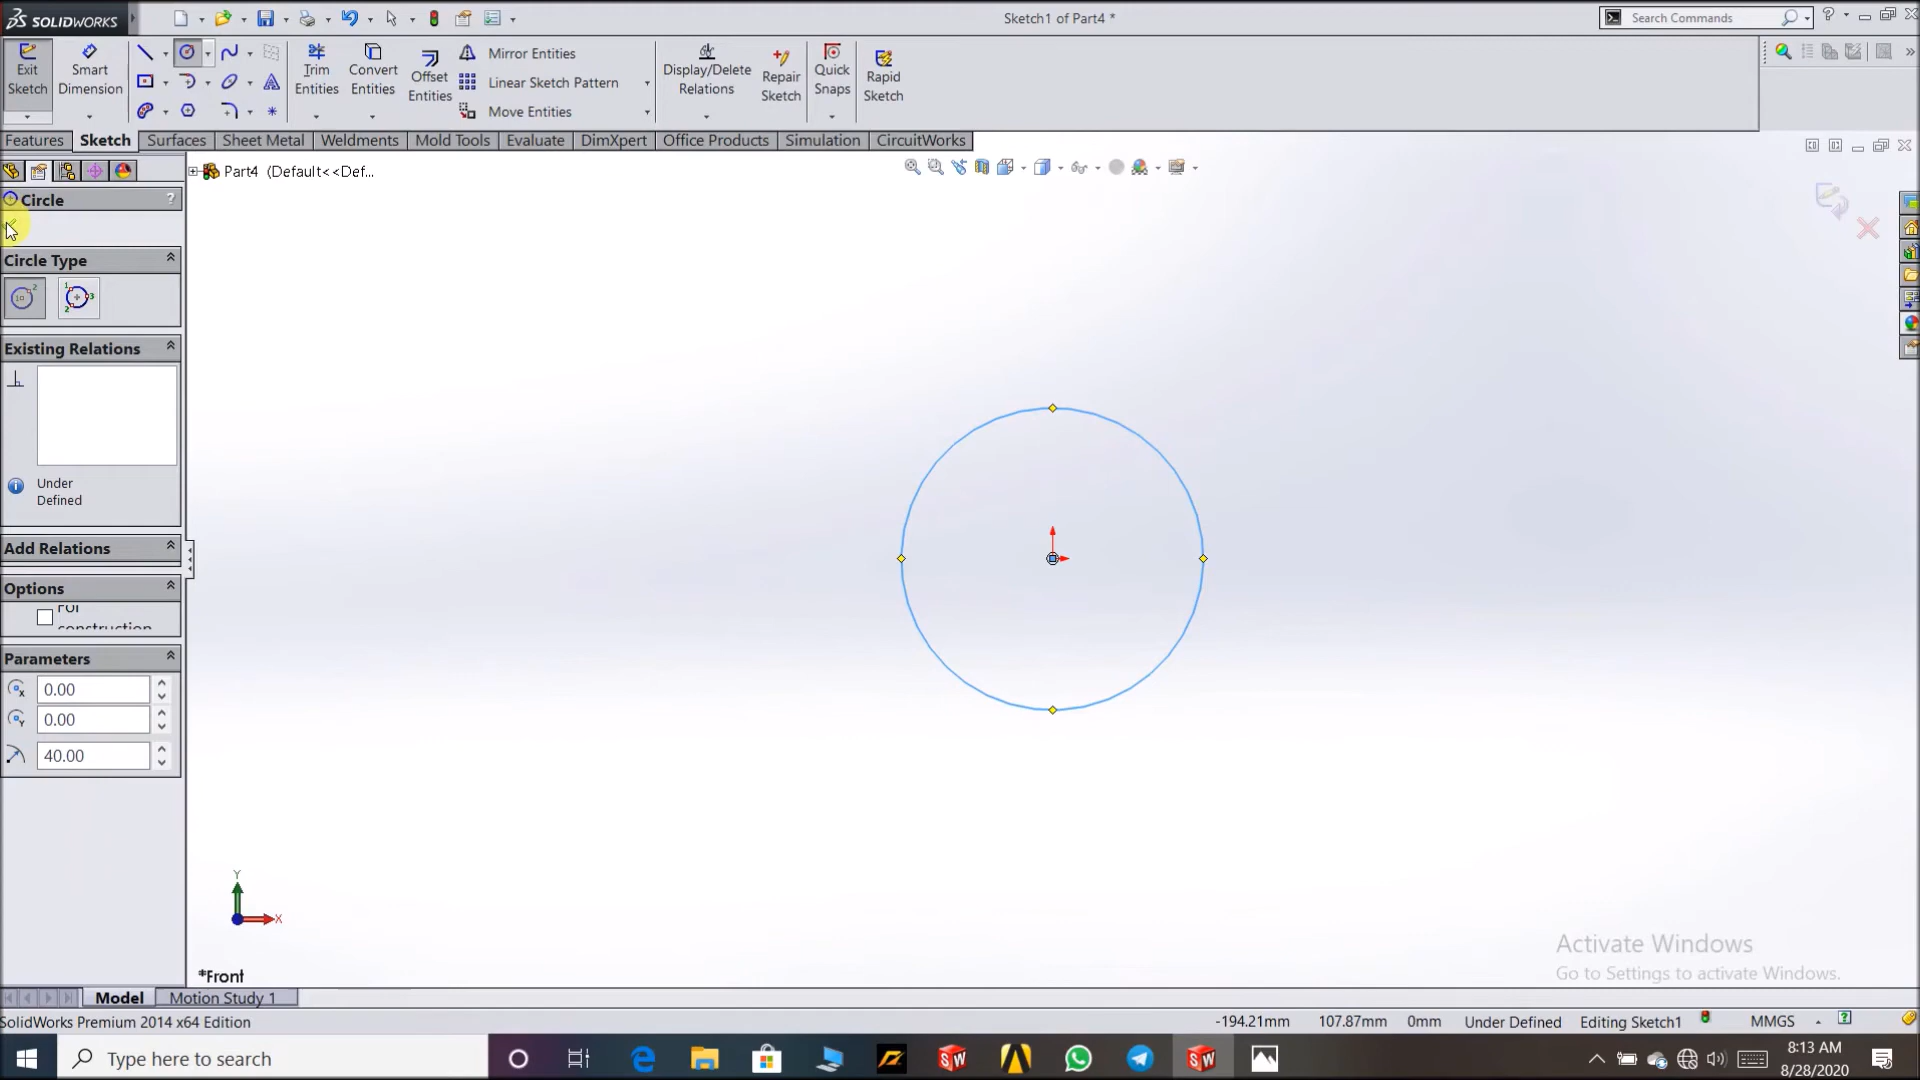 SOLIDWORKS
Sketch1 of Part4 *
Search Commands
Exit Sketch
Smart Dimension
Trim Entities
Convert Entities
Offset Entities
Mirror Entities
Linear Sketch Pattern
Move Entities
Display/Delete Relations
Repair Sketch
Quick Snaps
Rapid Sketch
Features Sketch Surfaces Sheet Metal Weldments Mold Tools Evaluate DimXpert Office Products Simulation CircuitWorks
Part4 (Default<<Def...
Circle ?
Circle Type
Existing Relations
Under
Defined
Add Relations
Options
For
construction
Parameters
0.00
0.00
40.00
Y
X
*Front
Activate Windows
Go to Settings to activate Windows.
Model Motion Study 1
SolidWorks Premium 2014 x64 Edition
-194.21mm 107.87mm 0mm Under Defined Editing Sketch1 MMGS
Type here to search
8:13 AM
8/28/2020